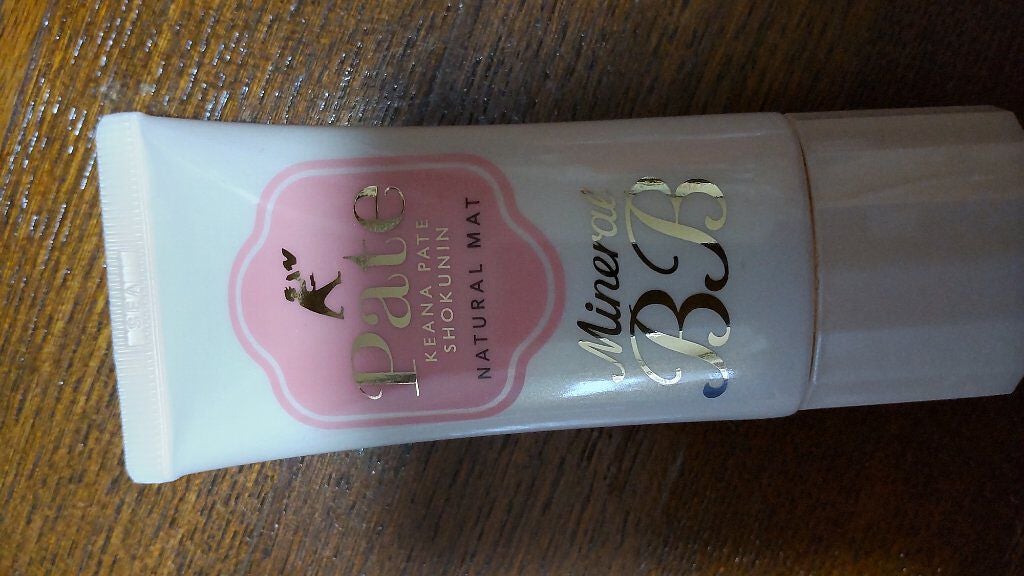 Pate
KEANA PATE
SHOKUNIN
NATURAL MAT
Mineral
BB